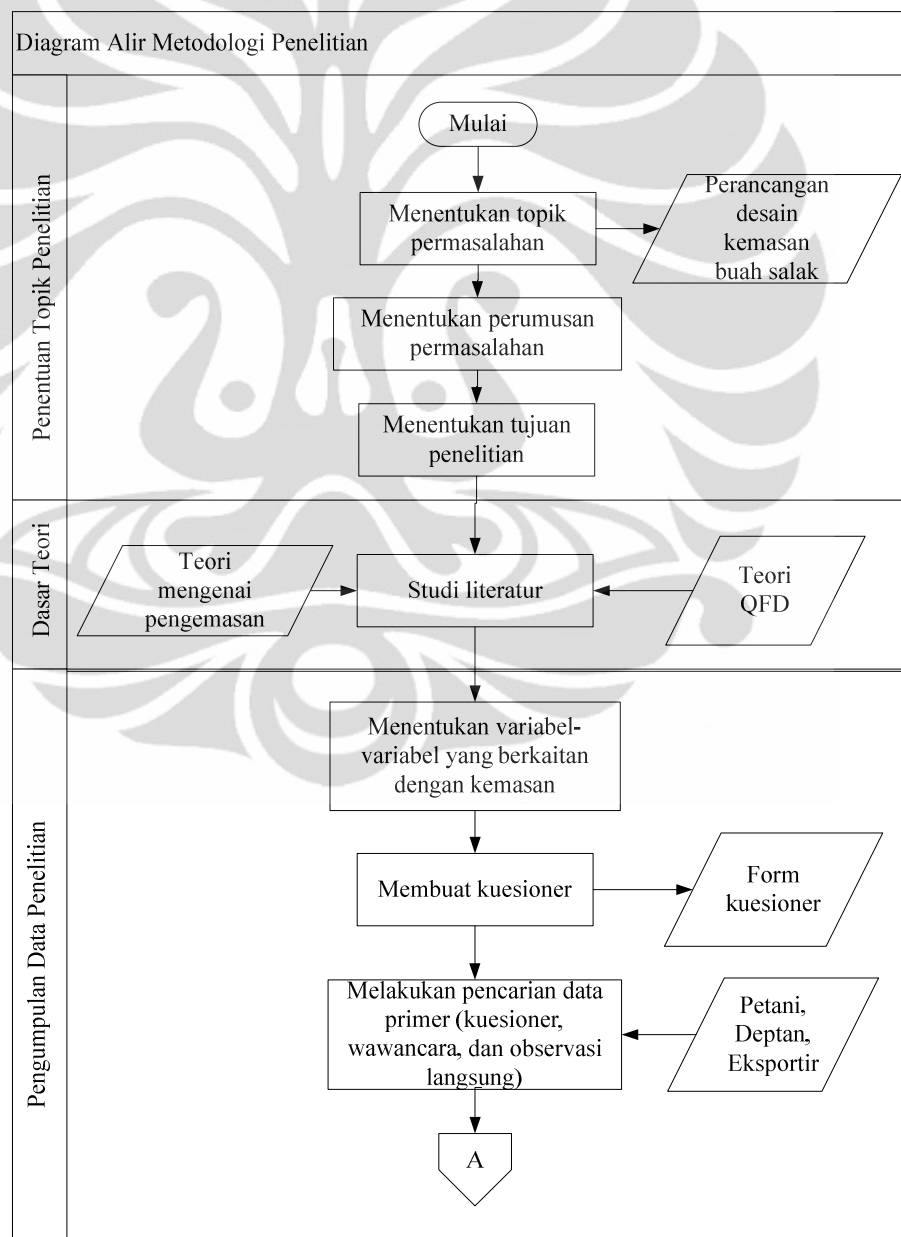 Diagram Alir Metodologi Penelitian
Penentuan Topik Penelitian
Mulai
Menentukan topik
permasalahan
Perancangan
desain
kemasan
buah salak
Menentukan perumusan
permasalahan
Menentukan tujuan
penelitian
Dasar Teori
Teori
mengenai
pengemasan
Studi literatur
Teori
QFD
Pengumpulan Data Penelitian
Menentukan variabel-
variabel yang berkaitan
dengan kemasan
Membuat kuesioner
Form
kuesioner
Melakukan pencarian data
primer (kuesioner,
wawancara, dan observasi
langsung)
Petani,
Deptan,
Eksportir
A